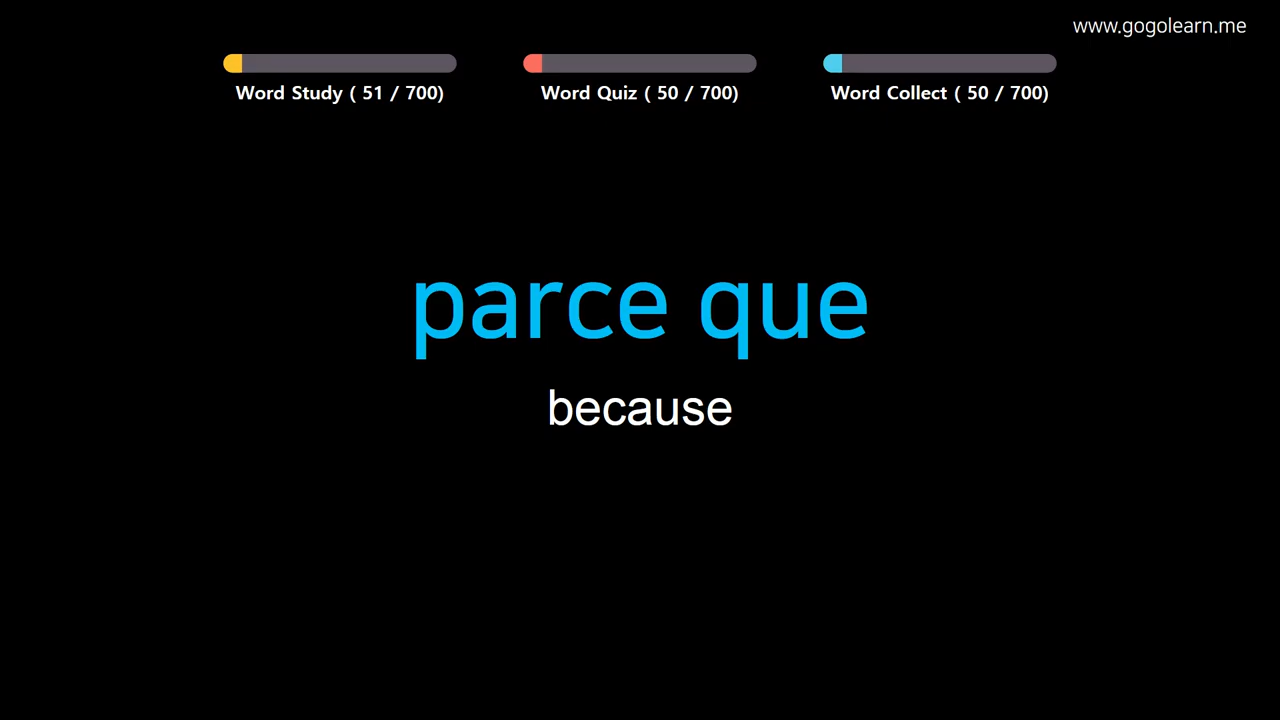 www.gogolearn.me
Word Study ( 51 / 700)
Word Quiz ( 50 / 700)
Word Collect ( 50 / 700)
parce que
because